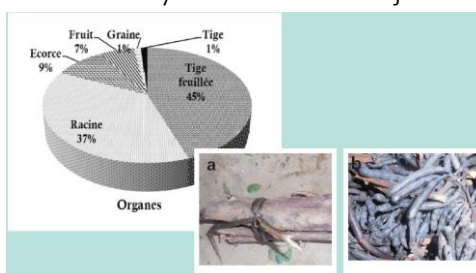 Fruit Graine Tige
7% 1% 1%
Ecorce
9%
Tige
feuillée
45%
Racine
37%
Organes
a
b